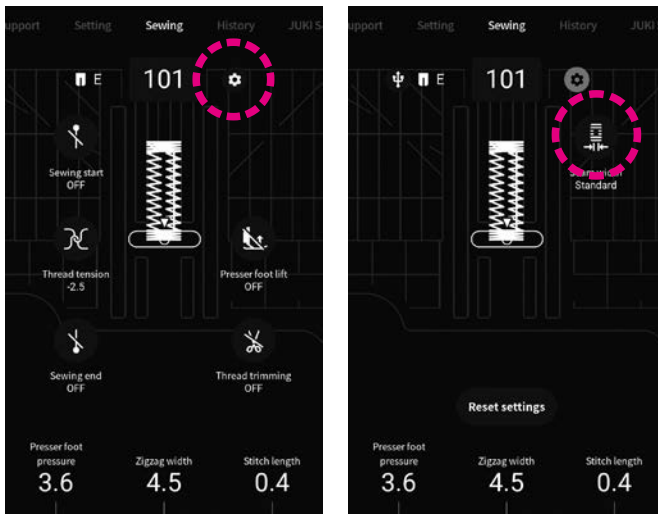 upport Setting Sewing History JUKI S
E 101
Sewing start
OFF
Thread tension
-2.5
Presser foot lift
OFF
Sewing end
OFF
Thread trimming
OFF
Presser foot
pressure
3.6
Zigzag width
4.5
Stitch length
0.4
upport Setting Sewing History JUKI
E 101
Seam width
Standard
Reset settings
Presser foot
pressure
3.6
Zigzag width
4.5
Stitch length
0.4